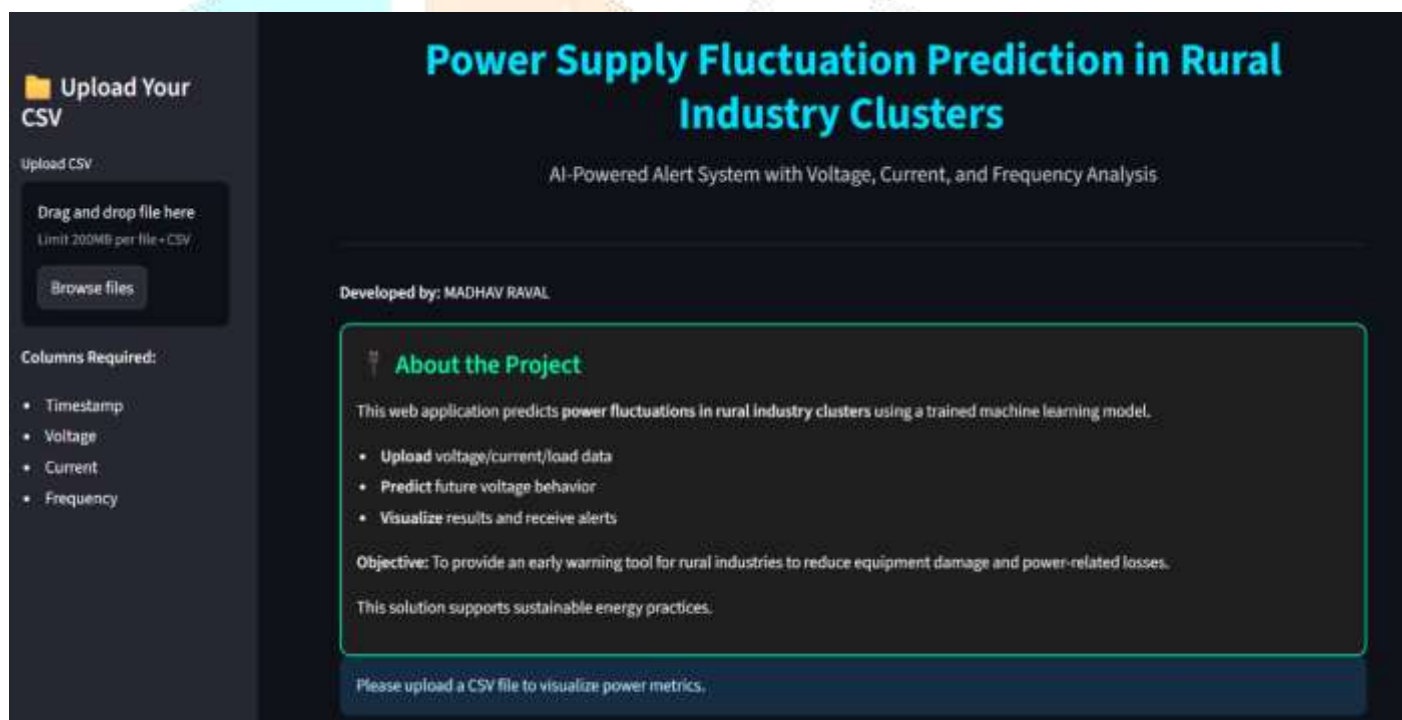 Upload Your
CSV
Upload CSV
Drag and drop file here
Limit 200MB per file • CSV
Browse files
Columns Required:
• Timestamp
• Voltage
• Current
• Frequency
Power Supply Fluctuation Prediction in Rural
Industry Clusters
AI-Powered Alert System with Voltage, Current, and Frequency Analysis
Developed by: MADHAV RAVAL
About the Project
This web application predicts power fluctuations in rural industry clusters using a trained machine learning model.
• Upload voltage/current/load data
• Predict future voltage behavior
• Visualize results and receive alerts
Objective: To provide an early warning tool for rural industries to reduce equipment damage and power-related losses.
This solution supports sustainable energy practices.
Please upload a CSV file to visualize power metrics.